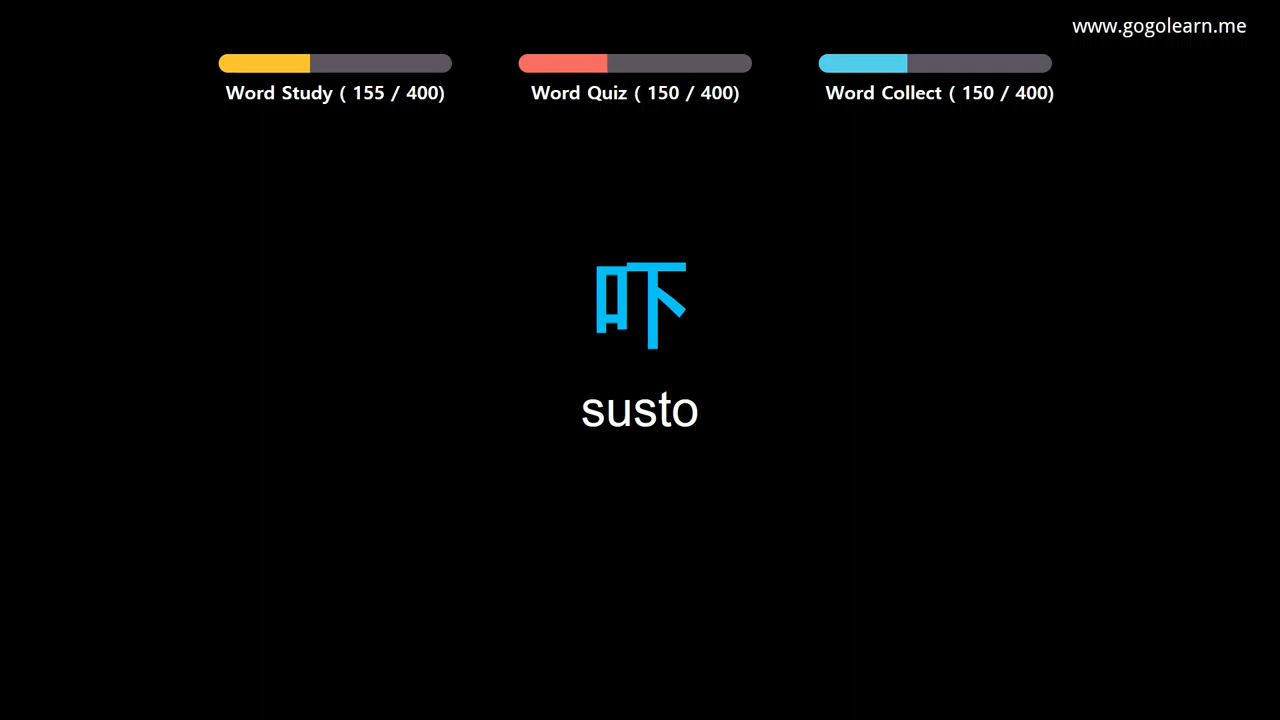 www.gogolearn.me
Word Study ( 155 / 400)
Word Quiz ( 150 / 400)
Word Collect ( 150 / 400)
吓
susto